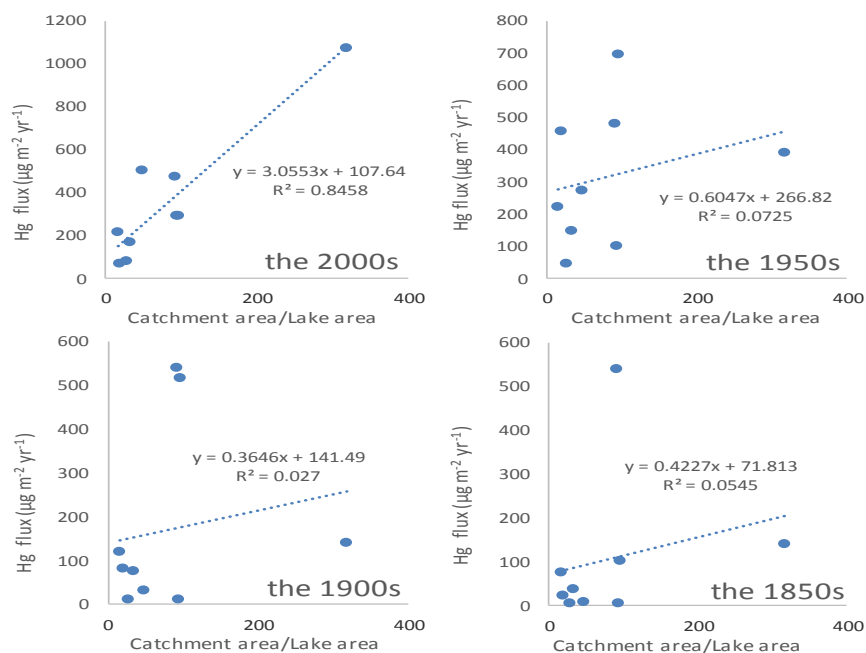 1200
1000
800
600
400
200
0
Hg flux (µg m-2 yr-1)
y = 3.0553x + 107.64
R² = 0.8458
the 2000s
0 200 400
Catchment area/Lake area
800
700
600
500
400
300
200
100
0
Hg flux (µg m-2 yr-1)
y = 0.6047x + 266.82
R² = 0.0725
the 1950s
0 200 400
Catchment area/Lake area
600
500
400
300
200
100
0
Hg flux (µg m-2 yr-1)
y = 0.3646x + 141.49
R² = 0.027
the 1900s
0 200 400
Catchment area/Lake area
600
500
400
300
200
100
0
Hg flux (µg m-2 yr-1)
y = 0.4227x + 71.813
R² = 0.0545
the 1850s
0 200 400
Catchment area/Lake area